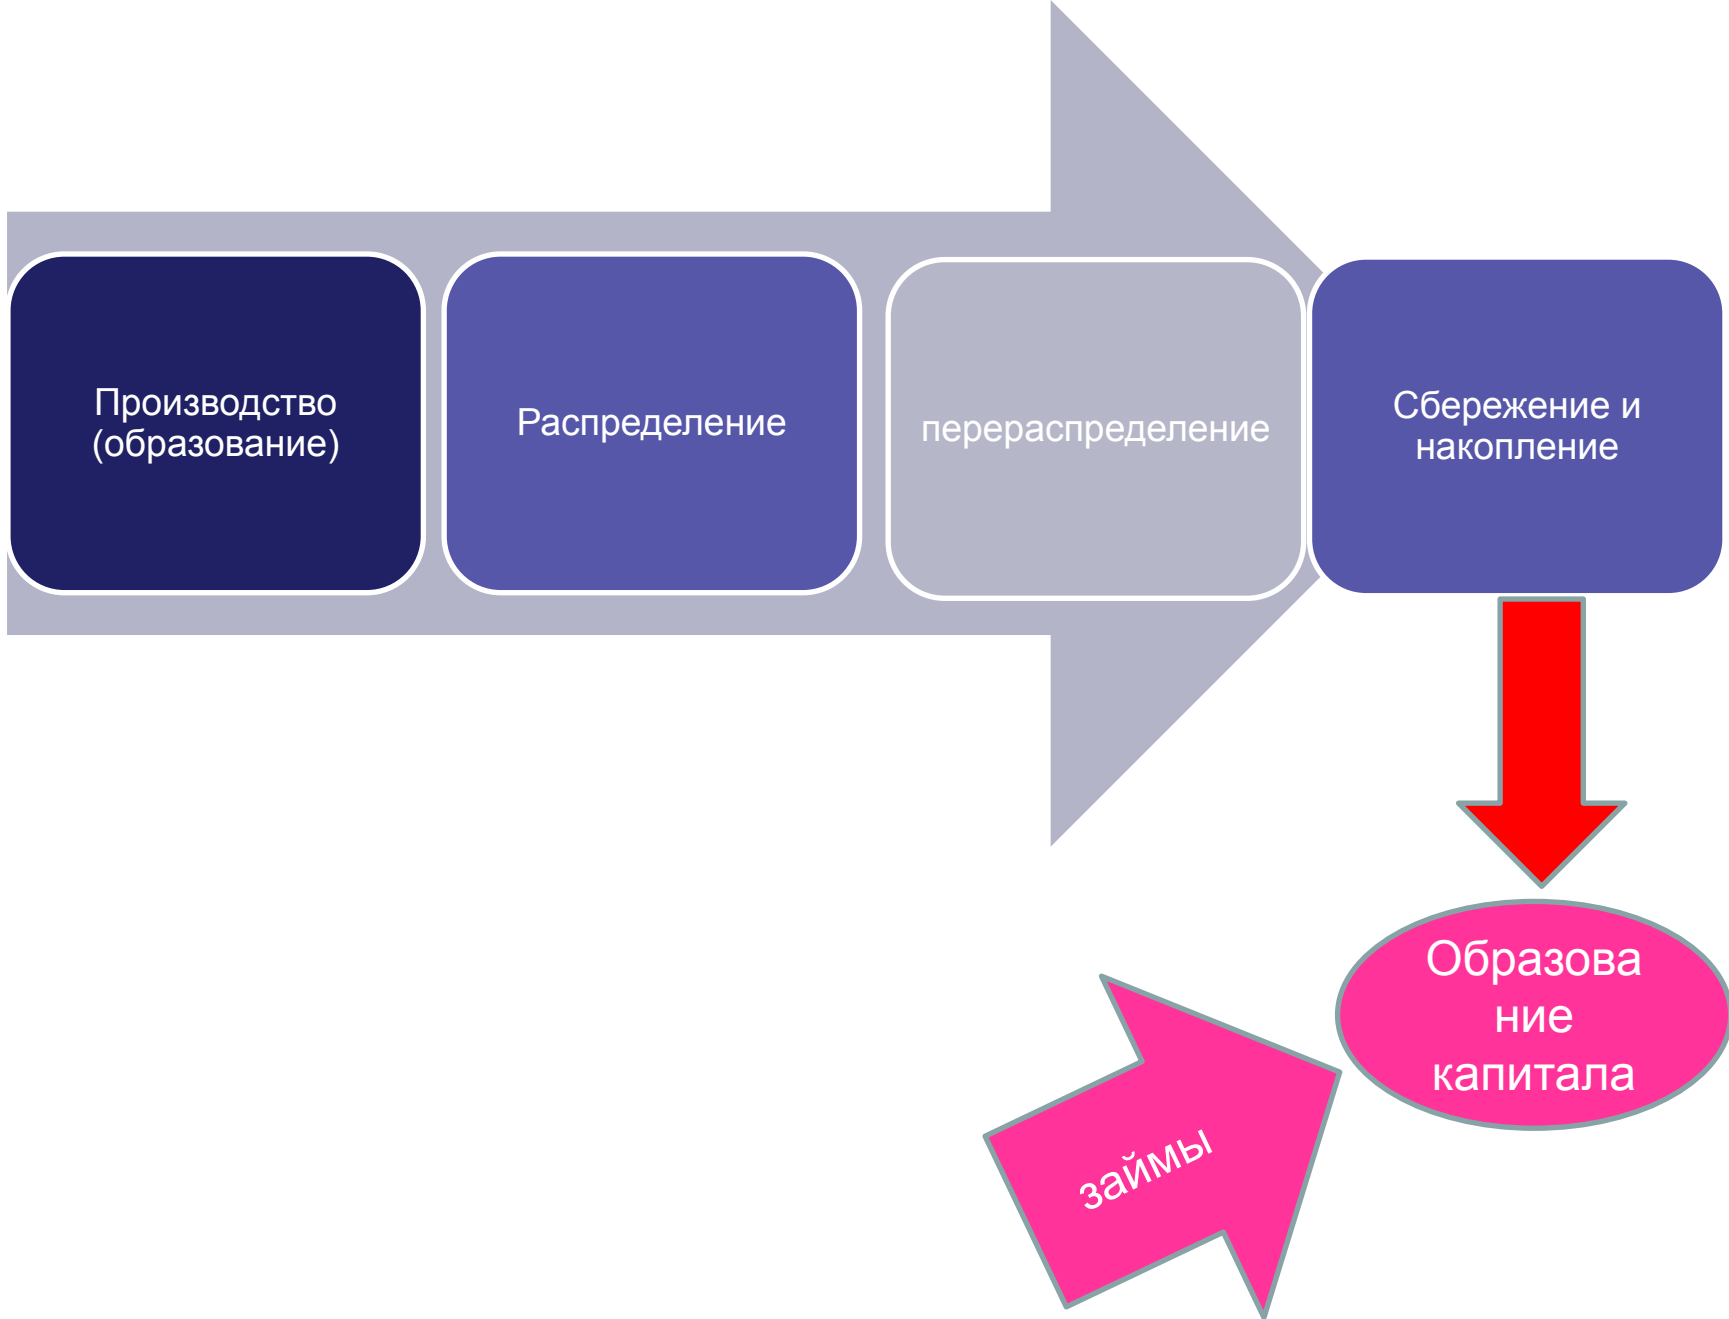 Производство
(образование)
Распределение
перераспределение
Сбережение и
накопление
Образова
ние
капитала
займы